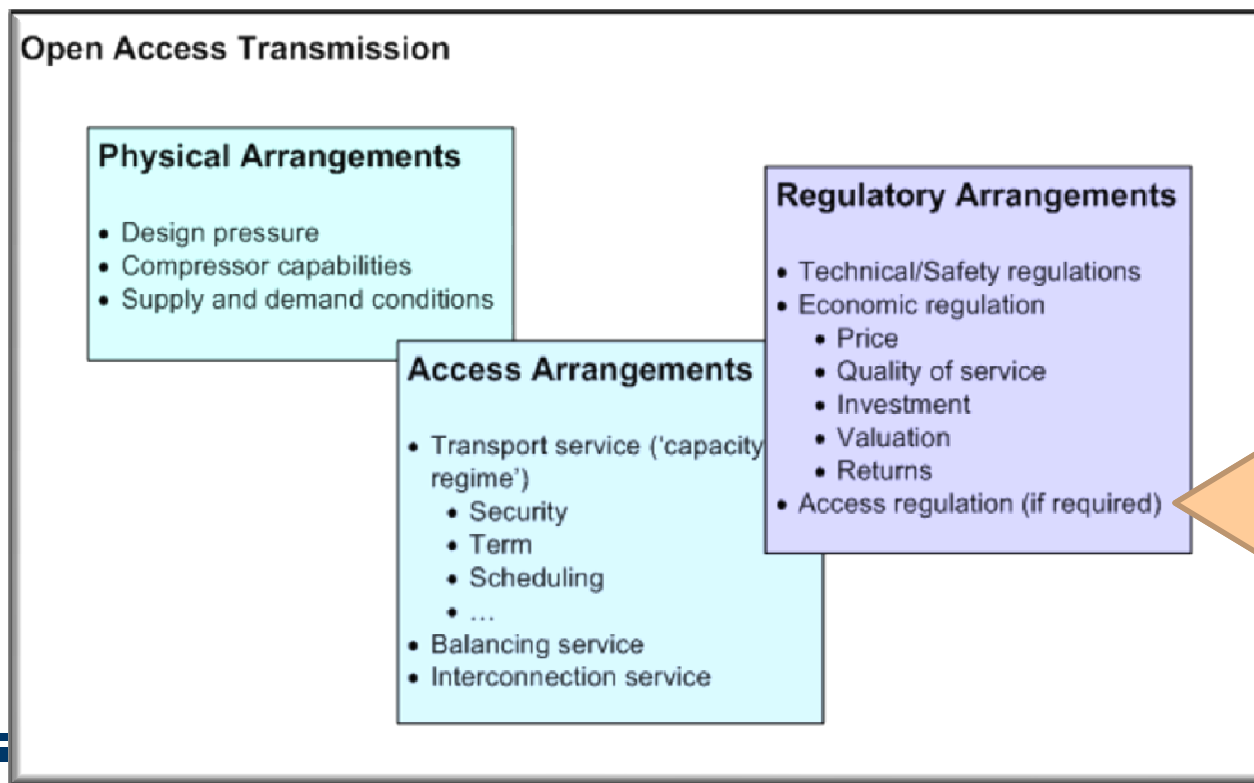 Open Access Transmission
Physical Arrangements
• Design pressure
• Compressor capabilities
• Supply and demand conditions
Access Arrangements
• Transport service ('capacity
regime')
• Security
• Term
• Scheduling
• ...
• Balancing service
• Interconnection service
Regulatory Arrangements
• Technical/Safety regulations
• Economic regulation
• Price
• Quality of service
• Investment
• Valuation
• Returns
• Access regulation (if required)